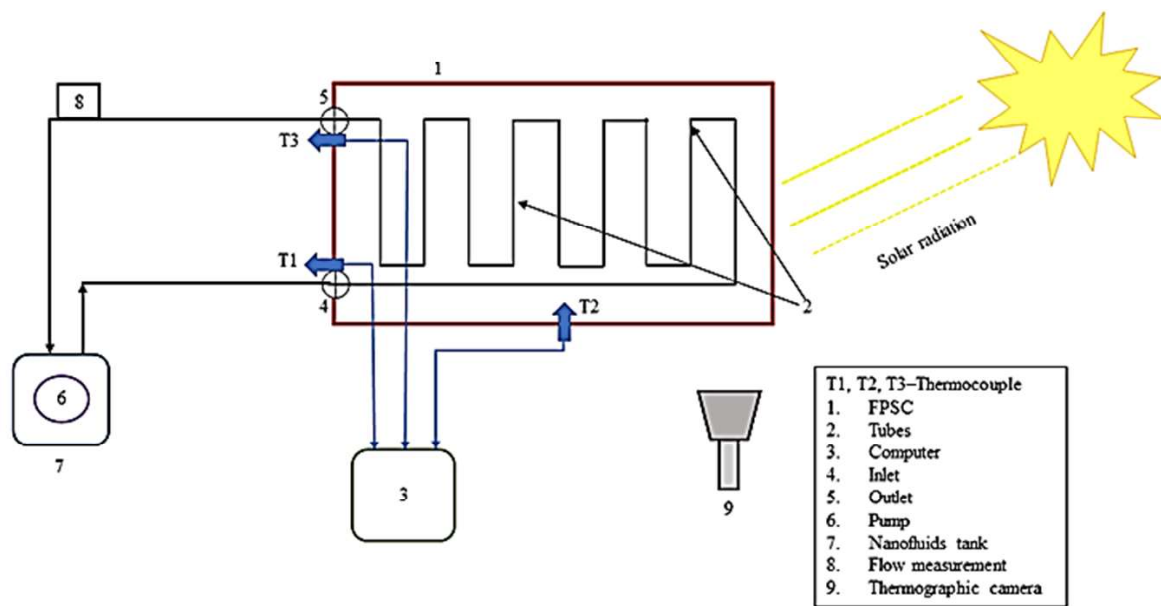 1
5
8
T3
T1
4
T2
2
Solar radiation
6
7
3
9
T1, T2, T3–Thermocouple
1. FPSC
2. Tubes
3. Computer
4. Inlet
5. Outlet
6. Pump
7. Nanofluids tank
8. Flow measurement
9. Thermographic camera